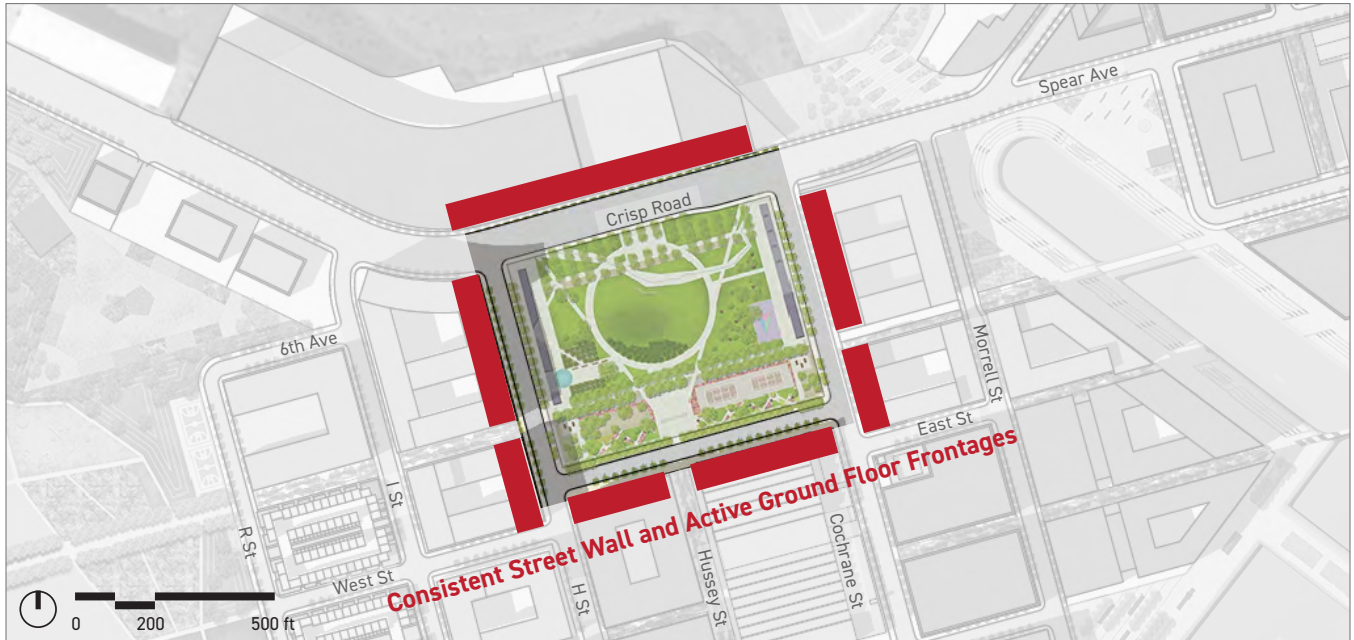 Spear Ave
Crisp Road
6th Ave
Morrell St
East St
Consistent Street Wall and Active Ground Floor Frontages
I St
R St
West St
H St
Hussey St
Cochrane St
0 200 500 ft